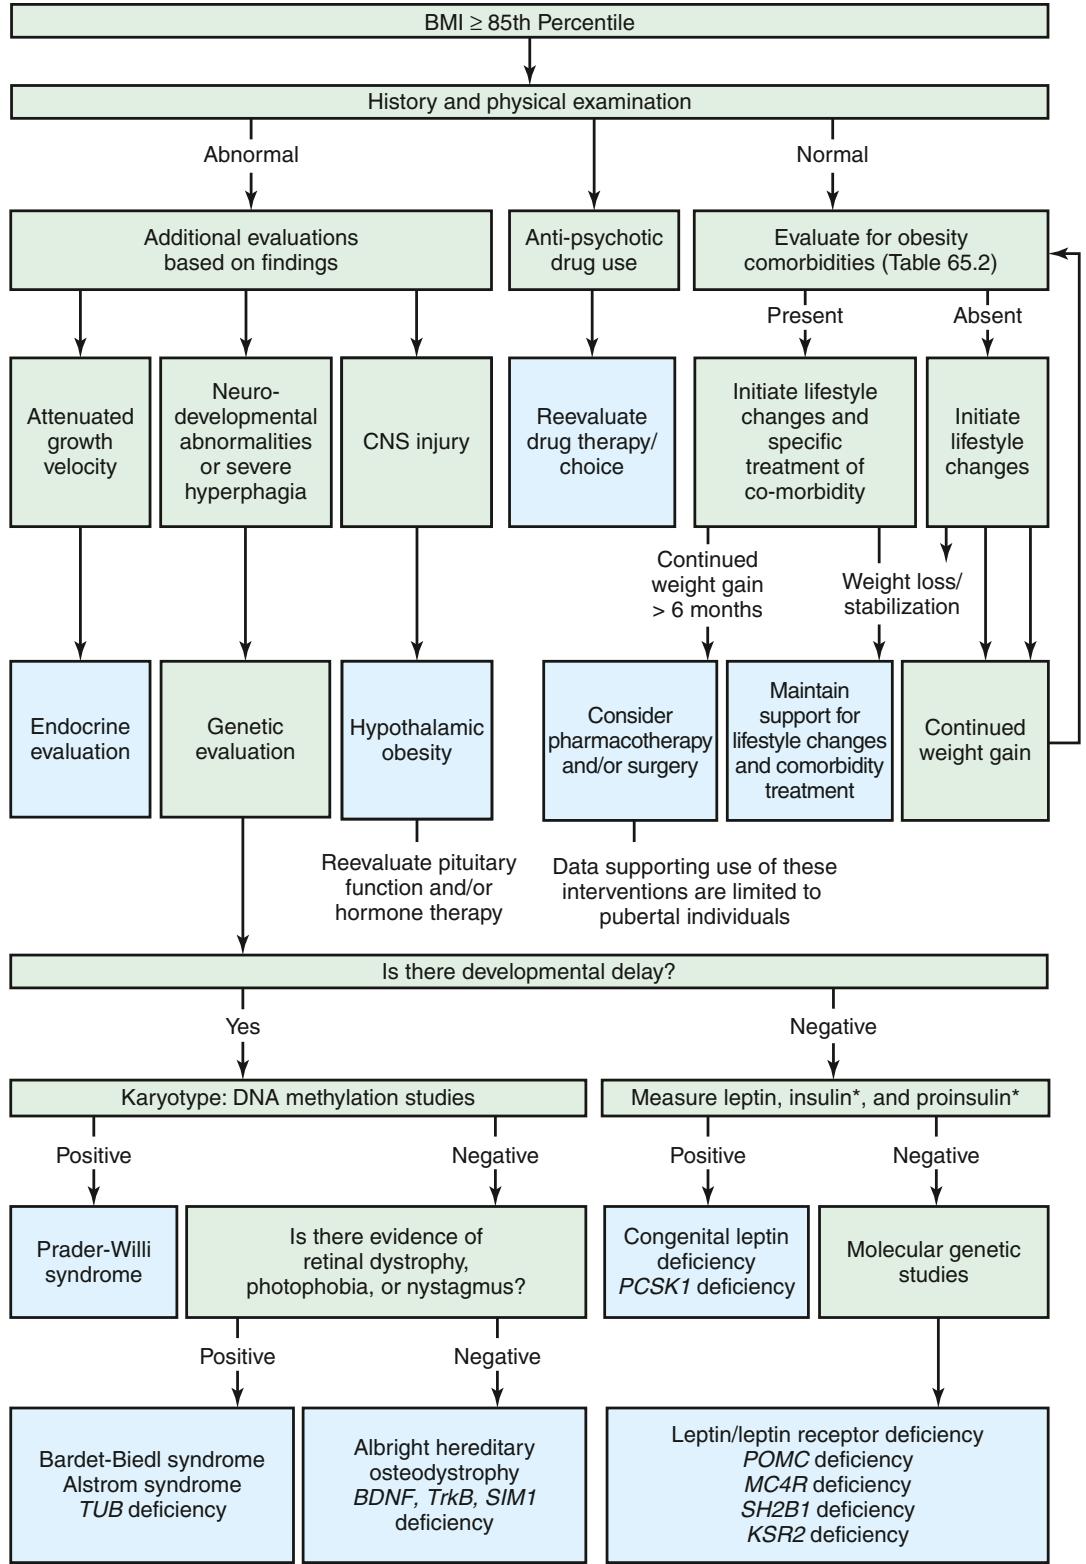 BMI ≥ 85th Percentile
History and physical examination
Abnormal
Normal
Additional evaluations
based on findings
Anti-psychotic
drug use
Evaluate for obesity
comorbidities (Table 65.2)
Present
Absent
Attenuated
growth
velocity
Neuro-
developmental
abnormalities
or severe
hyperphagia
CNS injury
Reevaluate
drug therapy/
choice
Initiate lifestyle
changes and
specific
treatment of
co-morbidity
Initiate
lifestyle
changes
Continued
weight gain
> 6 months
Weight loss/
stabilization
Endocrine
evaluation
Genetic
evaluation
Hypothalamic
obesity
Consider
pharmacotherapy
and/or surgery
Maintain
support for
lifestyle changes
and comorbidity
treatment
Continued
weight gain
Reevaluate pituitary
function and/or
hormone therapy
Data supporting use of these
interventions are limited to
pubertal individuals
Is there developmental delay?
Yes
Negative
Karyotype: DNA methylation studies
Measure leptin, insulin*, and proinsulin*
Positive
Negative
Positive
Negative
Prader-Willi
syndrome
Is there evidence of
retinal dystrophy,
photophobia, or nystagmus?
Congenital leptin
deficiency
PCSK1 deficiency
Molecular genetic
studies
Positive
Negative
Bardet-Biedl syndrome
Alstrom syndrome
TUB deficiency
Albright hereditary
osteodystrophy
BDNF, TrkB, SIM1
deficiency
Leptin/leptin receptor deficiency
POMC deficiency
MC4R deficiency
SH2B1 deficiency
KSR2 deficiency